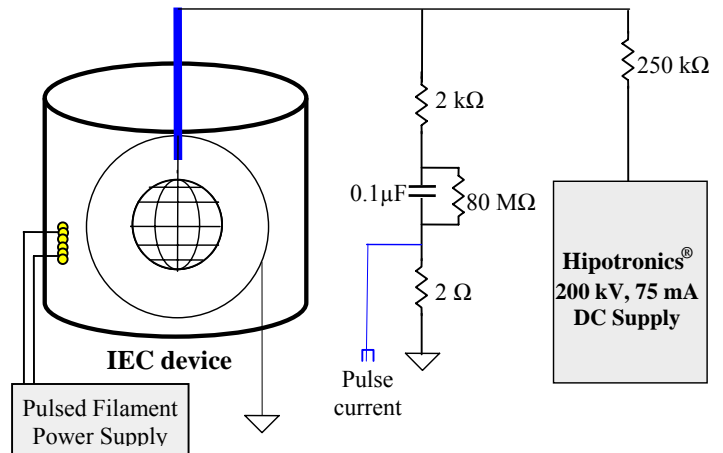 250 kΩ
2 kΩ
0.1µF
80 MΩ
Hipotronics®
200 kV, 75 mA
DC Supply
2 Ω
IEC device
Pulse
current
Pulsed Filament
Power Supply